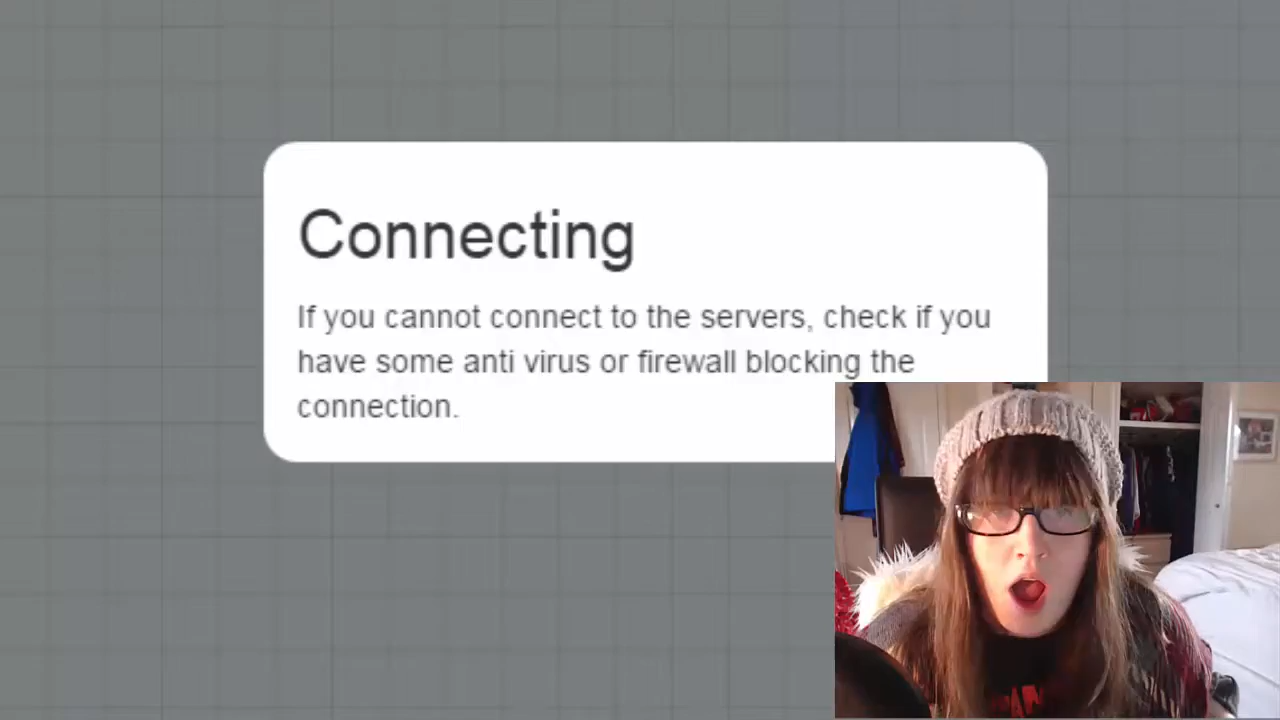 Connecting
If you cannot connect to the servers, check if you
have some anti virus or firewall blocking the
connection.